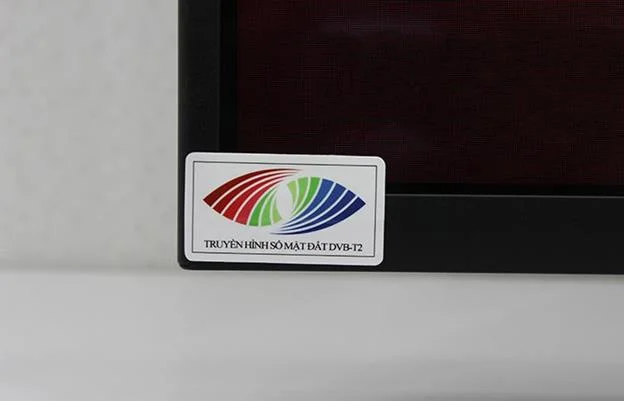 TRUYỀN HÌNH SỐ MẶT ĐẤT DVB-T2